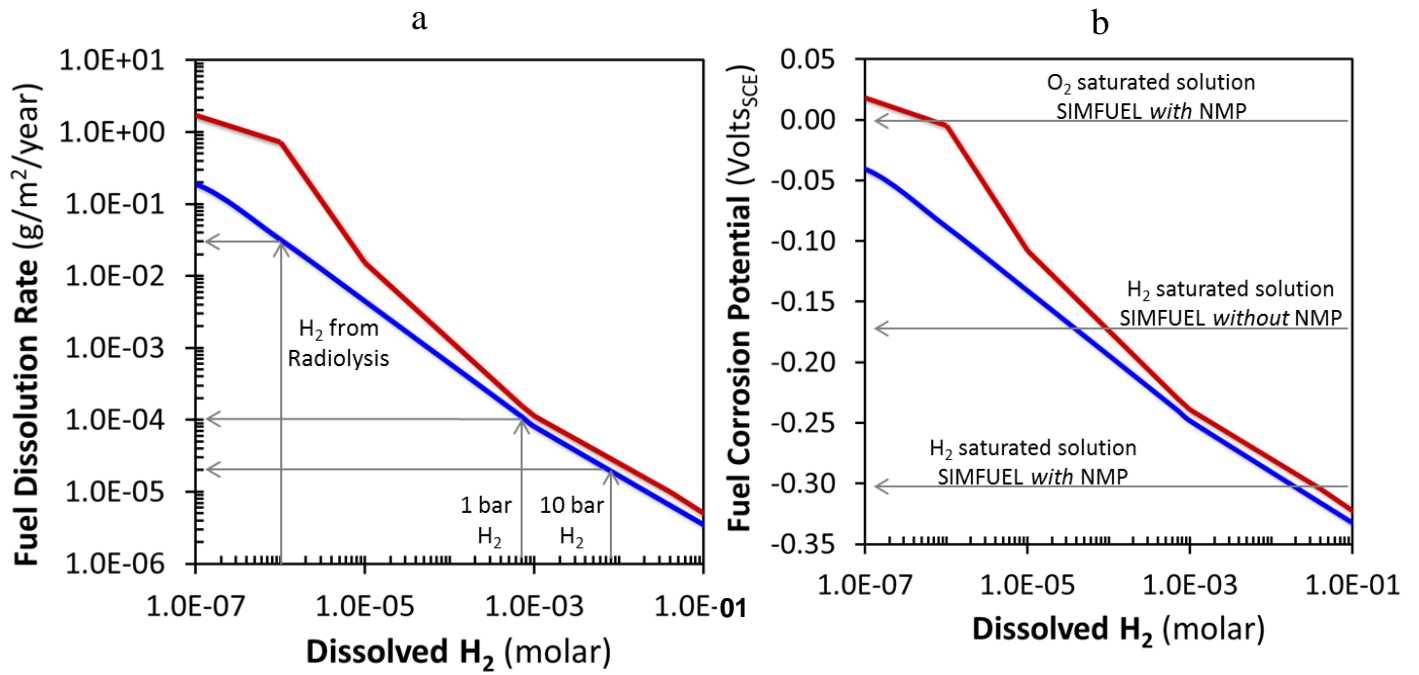 a
Fuel Dissolution Rate (g/m²/year)
1.0E+01
1.0E+00
1.0E-01
1.0E-02
1.0E-03
1.0E-04
1.0E-05
1.0E-06
H₂ from
Radiolysis
1 bar
H₂
10 bar
H₂
1.0E-07
1.0E-05
1.0E-03
1.0E-01
Dissolved H₂ (molar)
b
Fuel Corrosion Potential (Volts_SCE)
0.05
0.00
-0.05
-0.10
-0.15
-0.20
-0.25
-0.30
-0.35
O₂ saturated solution
SIMFUEL with NMP
H₂ saturated solution
SIMFUEL without NMP
H₂ saturated solution
SIMFUEL with NMP
1.0E-07
1.0E-05
1.0E-03
1.0E-01
Dissolved H₂ (molar)